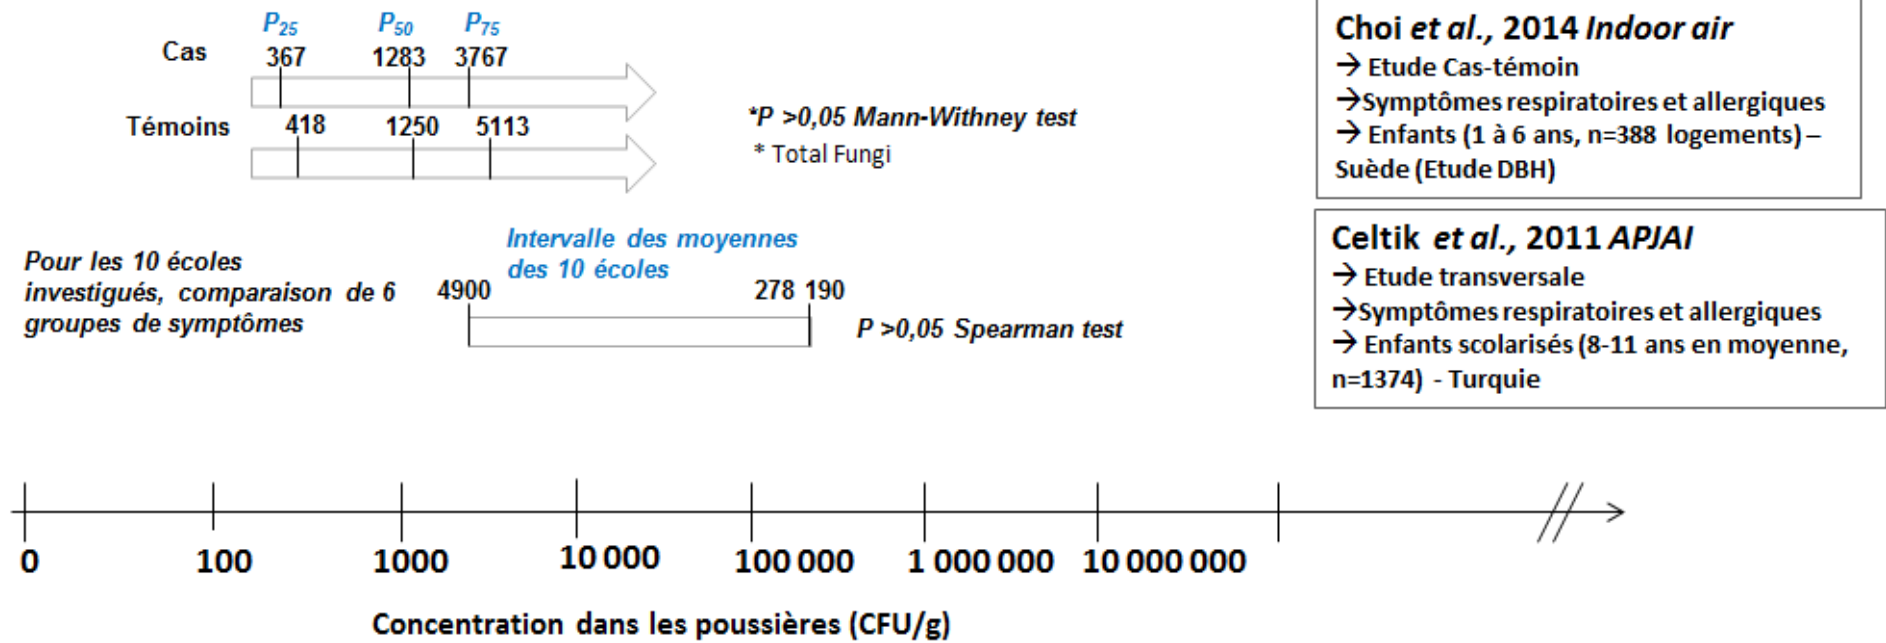 P25 P50 P75
Cas 367 1283 3767
Témoins 418 1250 5113
*P >0,05 Mann-Withney test
* Total Fungi
Choi et al., 2014 Indoor air
→ Etude Cas-témoin
→Symptômes respiratoires et allergiques
→ Enfants (1 à 6 ans, n=388 logements) –
Suède (Etude DBH)
Pour les 10 écoles
investigués, comparaison de 6
groupes de symptômes
Intervalle des moyennes
des 10 écoles
4900 278 190
P >0,05 Spearman test
Celtik et al., 2011 APJAI
→ Etude transversale
→Symptômes respiratoires et allergiques
→ Enfants scolarisés (8-11 ans en moyenne,
n=1374) - Turquie
0 100 1000 10 000 100 000 1 000 000 10 000 000
Concentration dans les poussières (CFU/g)